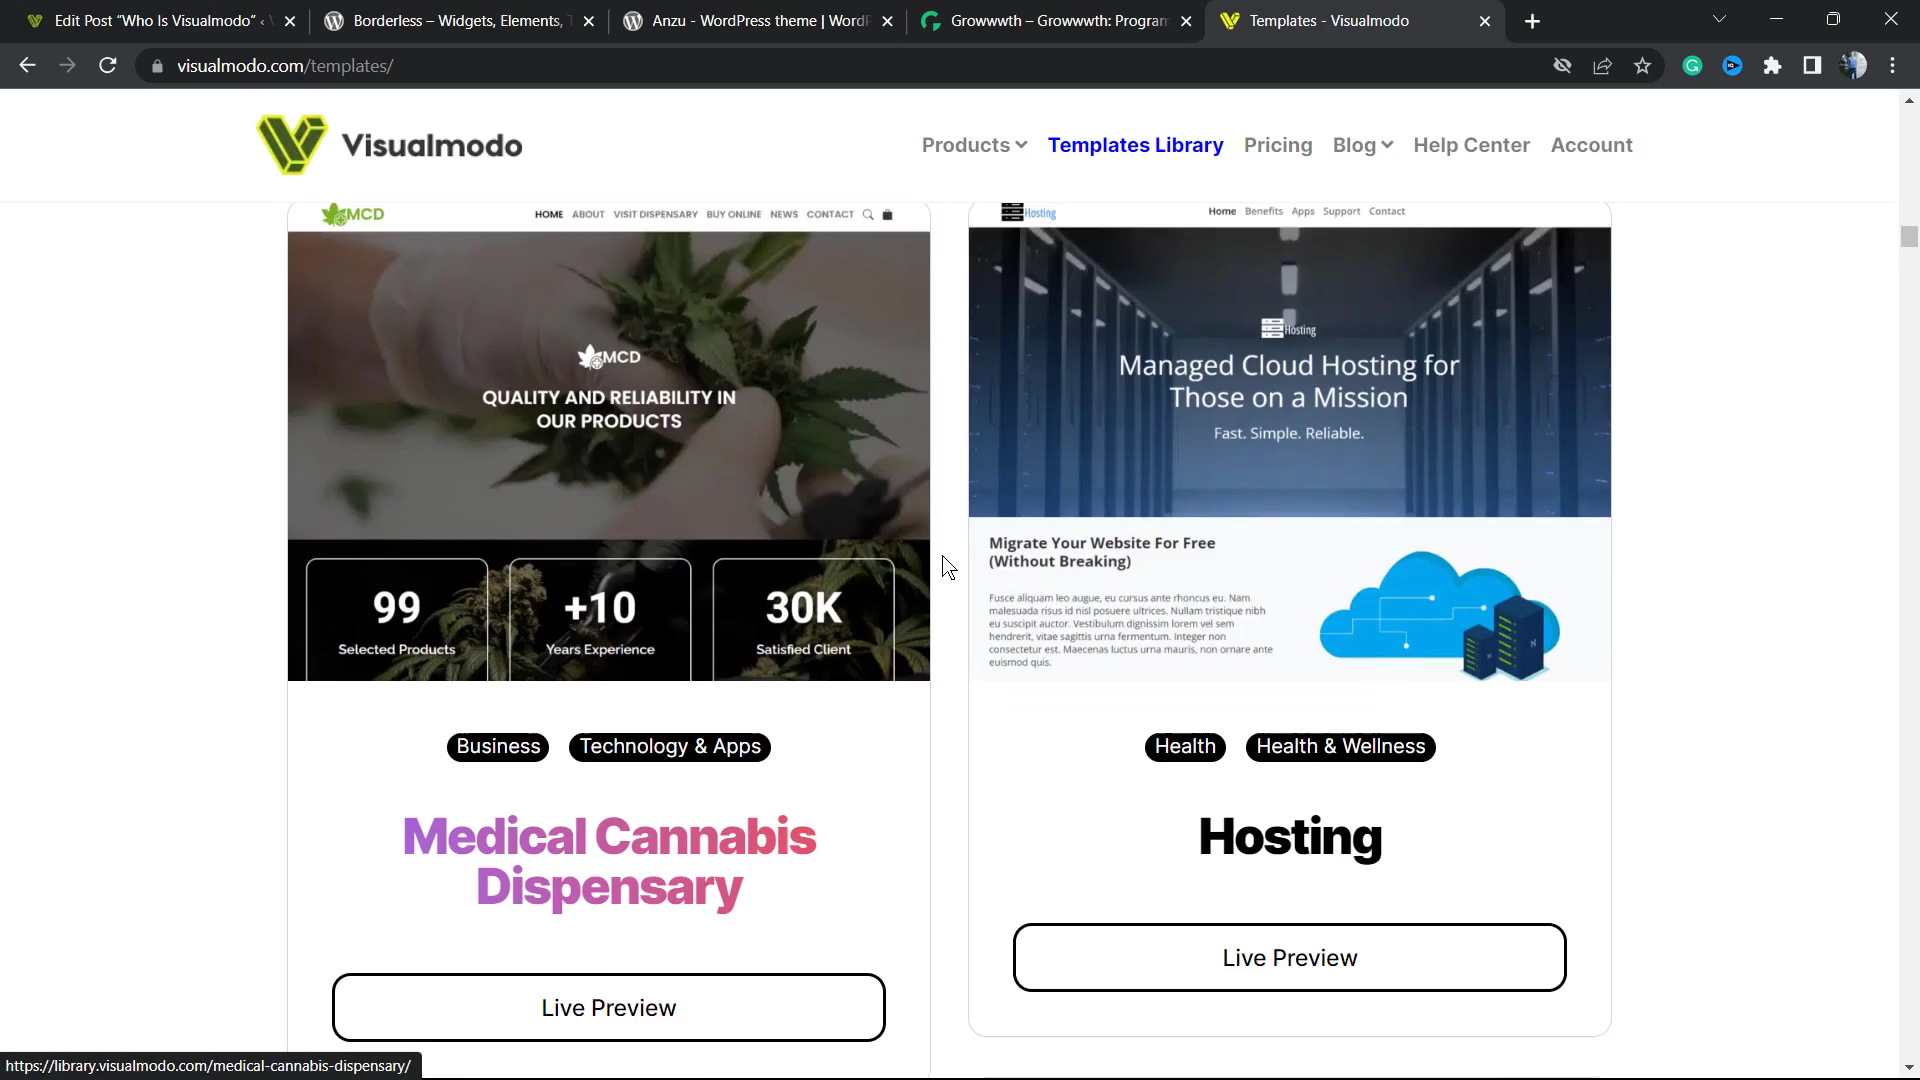 Edit Post “Who Is Visualmodo” ‹
Borderless – Widgets, Elements,
Anzu - WordPress theme | WordP
Growwwth – Growwwth: Program
Templates - Visualmodo
visualmodo.com/templates/
Visualmodo
Products
Templates Library
Pricing
Blog
Help Center
Account
MCD
HOME ABOUT VISIT DISPENSARY BUY ONLINE NEWS CONTACT
MCD
QUALITY AND RELIABILITY IN
OUR PRODUCTS
99
Selected Products
+10
Years Experience
30K
Satisfied Client
Business
Technology & Apps
Medical Cannabis
Dispensary
Live Preview
Hosting
Home Benefits Apps Support Contact
Hosting
Managed Cloud Hosting for
Those on a Mission
Fast. Simple. Reliable.
Migrate Your Website For Free
(Without Breaking)
Fusce aliquam leo augue, eu cursus ante rhoncus eu. Nam
malesuada risus id nisl posuere ultrices. Nullam tristique nibh
eu suscipit auctor. Vestibulum dignissim lorem vel sem
hendrerit, vitae sagittis urna fermentum. Integer non
consectetur est. Maecenas luctus urna mauris, non ornare ante
euismod quis.
Health
Health & Wellness
Hosting
Live Preview
https://library.visualmodo.com/medical-cannabis-dispensary/